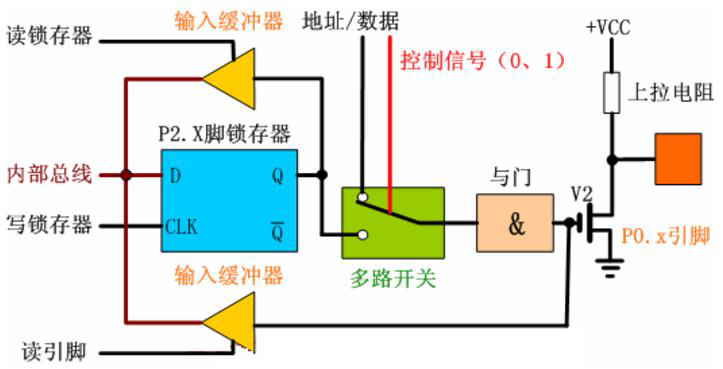 输入缓冲器
地址/数据
+VCC
读锁存器
控制信号（0、1）
上拉电阻
P2.X脚锁存器
内部总线
D
Q
与门
V2
写锁存器
CLK
Q̅
&
P0.x引脚
输入缓冲器
多路开关
读引脚